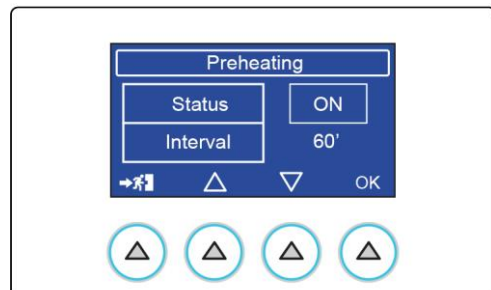 Preheating
Status ON
Interval 60’
OK